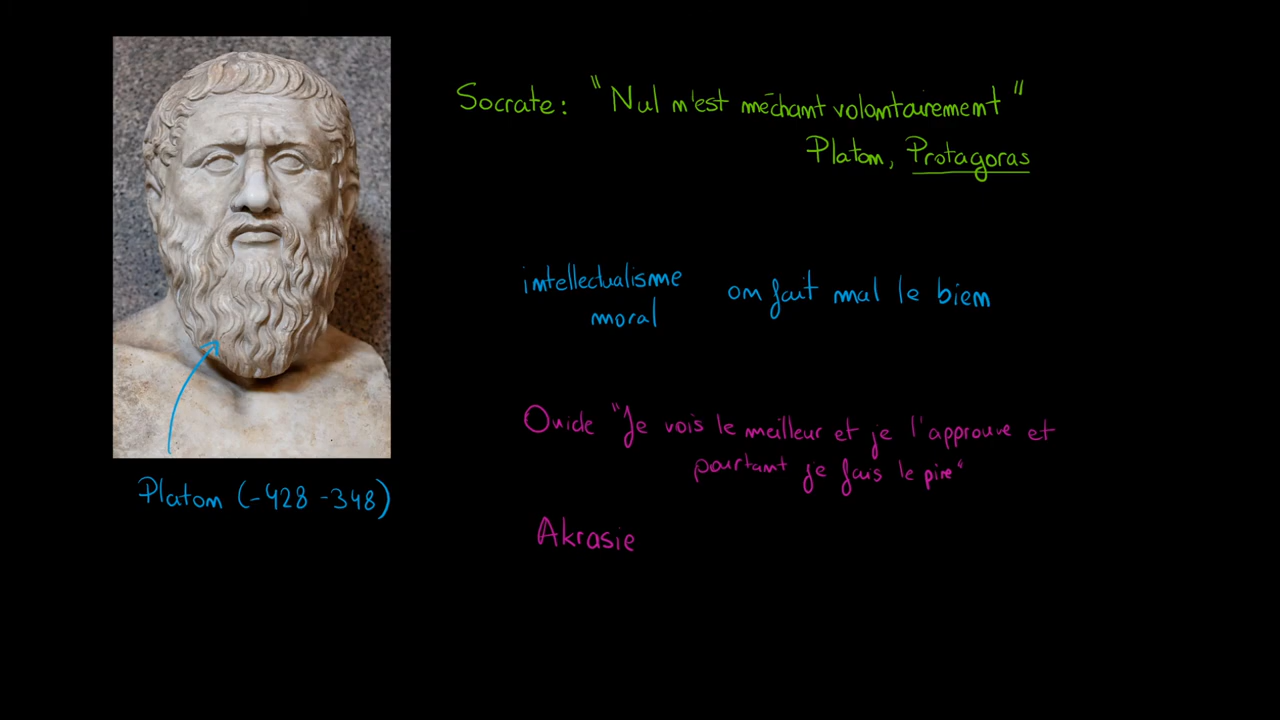 Socrate: "Nul n'est méchant volontairement"
Platon, Protagoras
intellectualisme
moral
on fait mal le bien
Ovide "Je vois le meilleur et je l'approuve et
pourtant je fais le pire"
Platon (-428 -348)
Akrasie